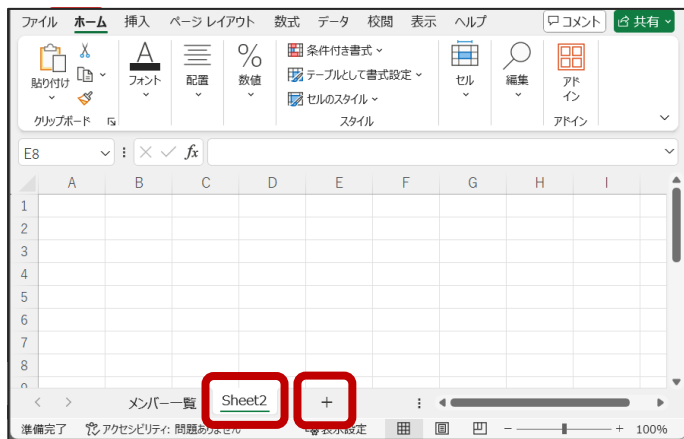 ファイル ホーム 挿入 ページ レイアウト 数式 データ 校閲 表示 ヘルプ コメント 共有
貼り付け フォント 配置 数値 条件付き書式 テーブルとして書式設定 セルのスタイル セル 編集 アド
イン
クリップボード スタイル アドイン
E8 fx
A B C D E F G H I
1
2
3
4
5
6
7
8
メンバー一覧 Sheet2 +
準備完了 アクセシビリティ: 問題ありません 表示設定 - + 100%